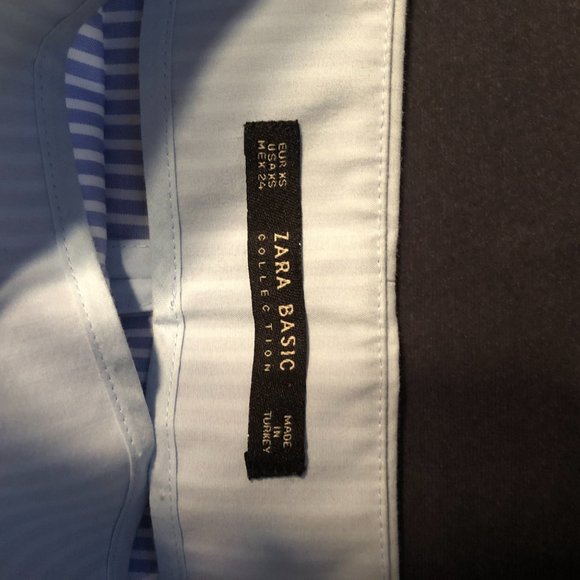 EUR XS
USA XS
MEX 24
ZARA BASIC
COLLECTION
MADE
IN
TURKEY